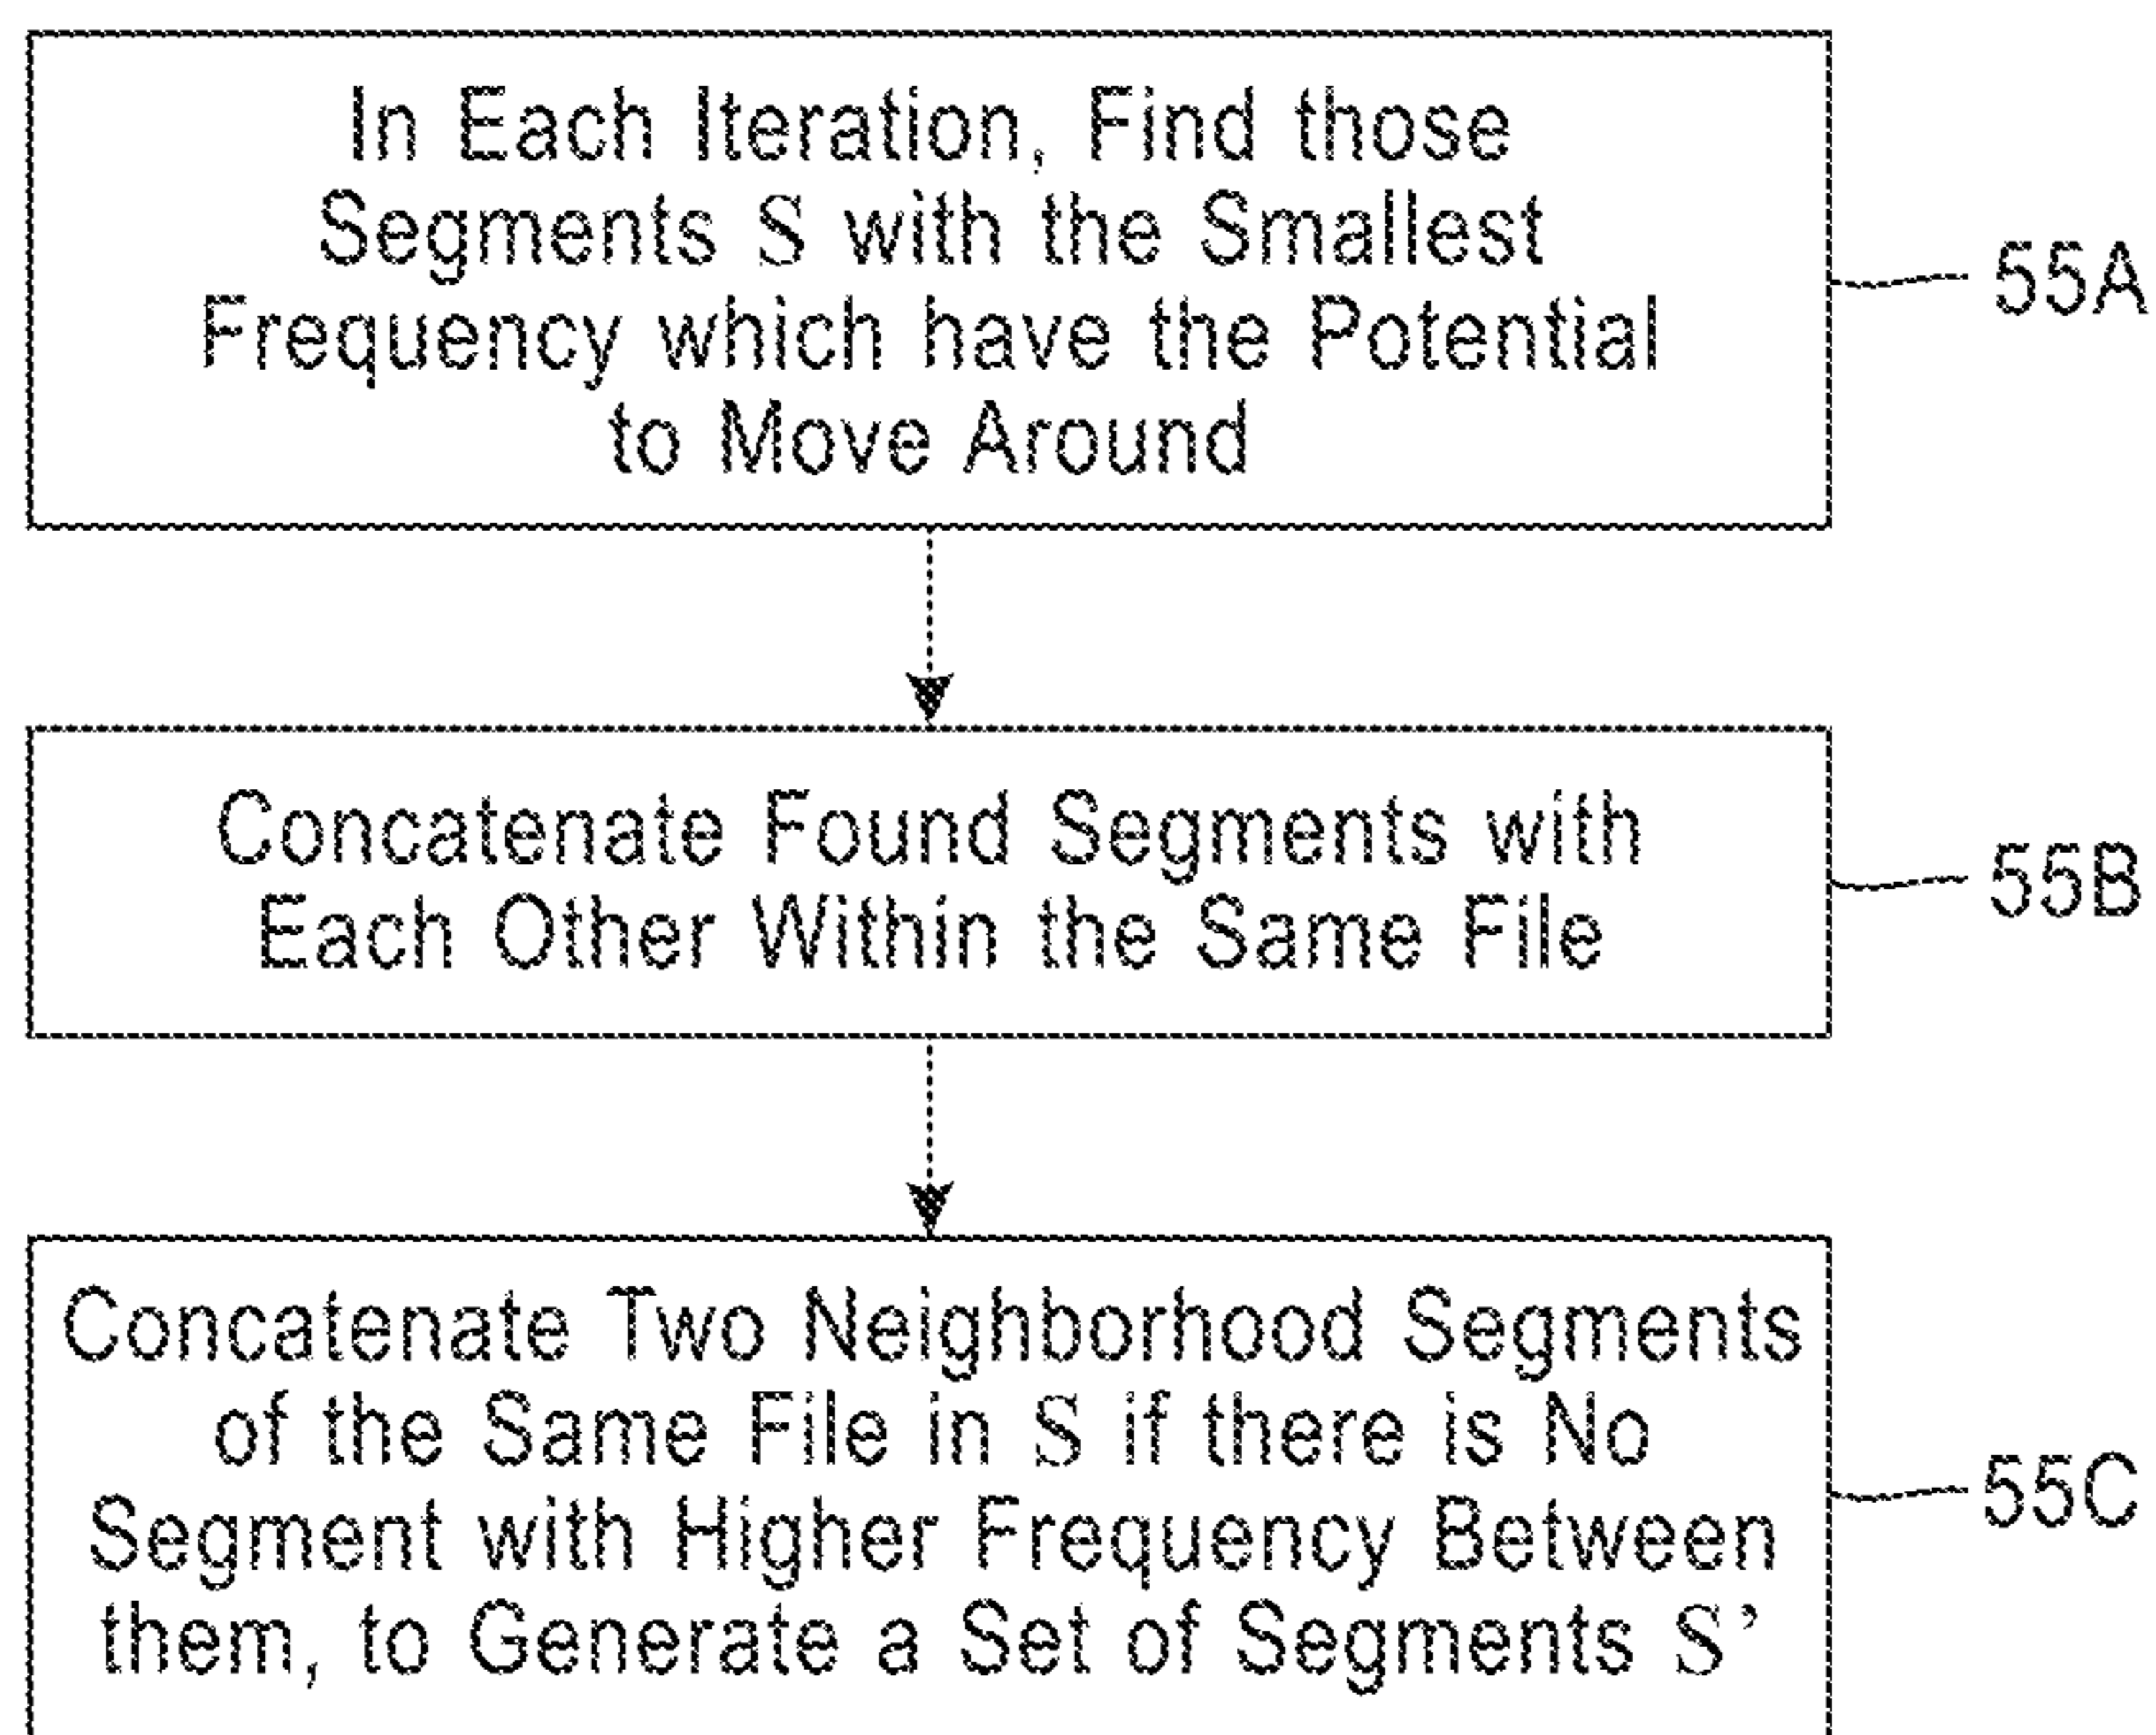 In Each Iteration, Find those
Segments S with the Smallest
Frequency which have the Potential
to Move Around
55A
Concatenate Found Segments with
Each Other Within the Same File
55B
Concatenate Two Neighborhood Segments
of the Same File in S if there is No
Segment with Higher Frequency Between
them, to Generate a Set of Segments S’
55C